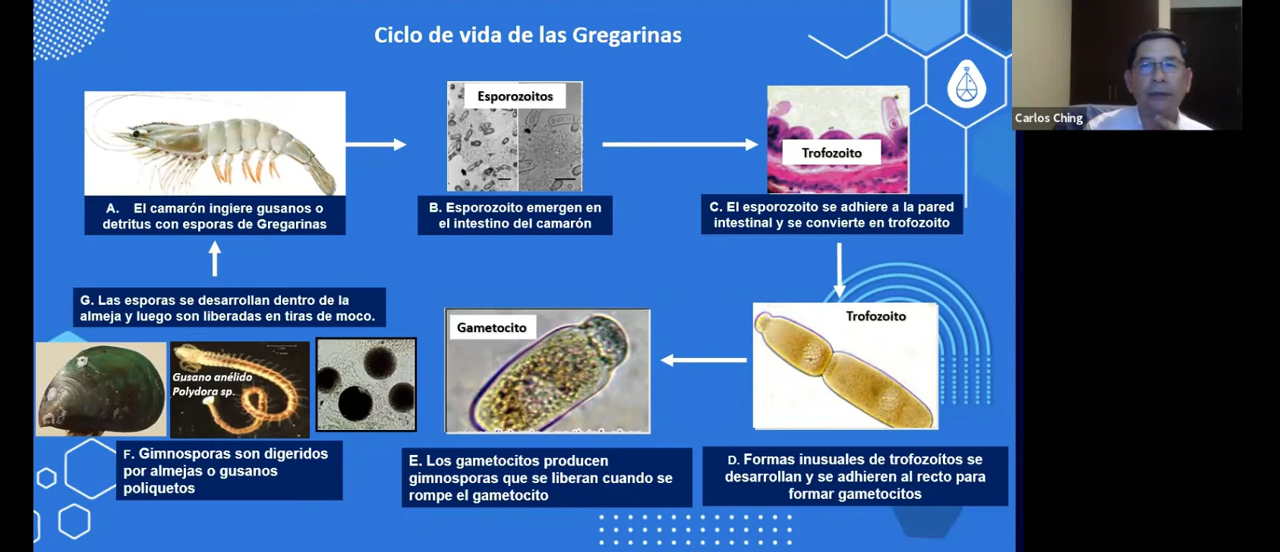 Ciclo de vida de las Gregarinas
Carlos Ching
A. El camarón ingiere gusanos o
detritus con esporas de Gregarinas
Esporozoitos
B. Esporozoito emergen en
el intestino del camarón
Trofozoito
C. El esporozoito se adhiere a la pared
intestinal y se convierte en trofozoito
Trofozoito
D. Formas inusuales de trofozoítos se
desarrollan y se adhieren al recto para
formar gametocitos
Gametocito
E. Los gametocitos producen
gimnosporas que se liberan cuando se
rompe el gametocito
Gusano anélido
Polydora sp.
F. Gimnosporas son digeridos
por almejas o gusanos
poliquetos
G. Las esporas se desarrollan dentro de la
almeja y luego son liberadas en tiras de moco.